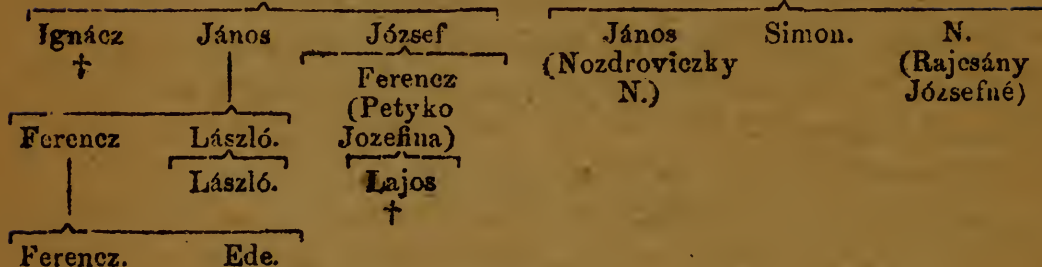 Ignácz János József János Simon. N.
† (Nozdroviczky (Rajcsány
Ferencz N.) Józsefné)
(Petyko
Ferencz László. Jozefina)
László. Lajos
†
Ferencz. Ede.